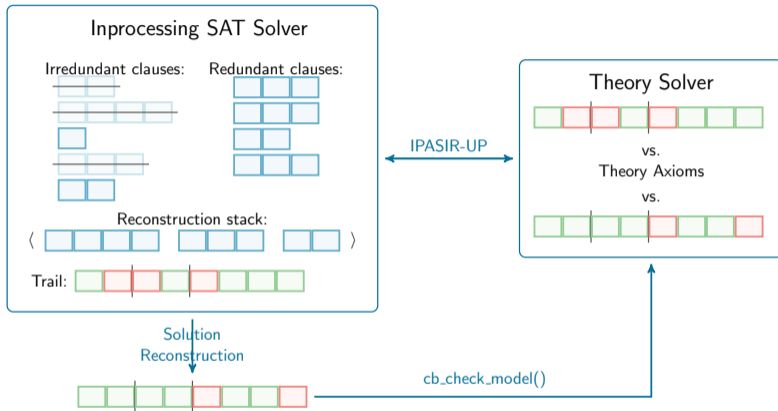 Inprocessing SAT Solver
Irredundant clauses:
Redundant clauses:
Reconstruction stack:
⟨
⟩
Trail:
IPASIR-UP
Theory Solver
vs.
Theory Axioms
vs.
Solution
Reconstruction
cb_check_model()